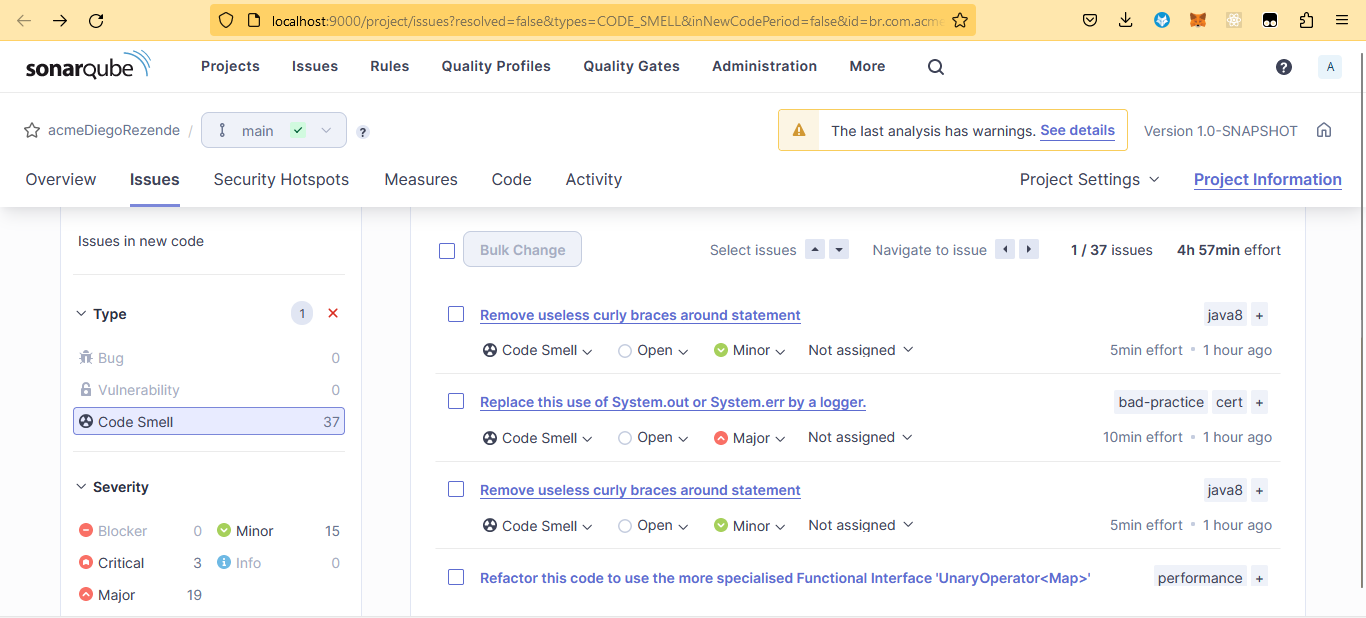 localhost:9000/project/issues?resolved=false&types=CODE_SMELL&inNewCodePeriod=false&id=br.com.acme
sonarqube Projects Issues Rules Quality Profiles Quality Gates Administration More ? A
acmeDiegoRezende / main ? The last analysis has warnings. See details Version 1.0-SNAPSHOT
Overview Issues Security Hotspots Measures Code Activity Project Settings Project Information
Issues in new code
Type 1
Bug 0
Vulnerability 0
Code Smell 37
Severity
Blocker 0 Minor 15
Critical 3 Info 0
Major 19
Bulk Change Select issues Navigate to issue 1 / 37 issues 4h 57min effort
Remove useless curly braces around statement java8 +
Code Smell Open Minor Not assigned 5min effort • 1 hour ago
Replace this use of System.out or System.err by a logger. bad-practice cert +
Code Smell Open Major Not assigned 10min effort • 1 hour ago
Remove useless curly braces around statement java8 +
Code Smell Open Minor Not assigned 5min effort • 1 hour ago
Refactor this code to use the more specialised Functional Interface 'UnaryOperator<Map>' performance +